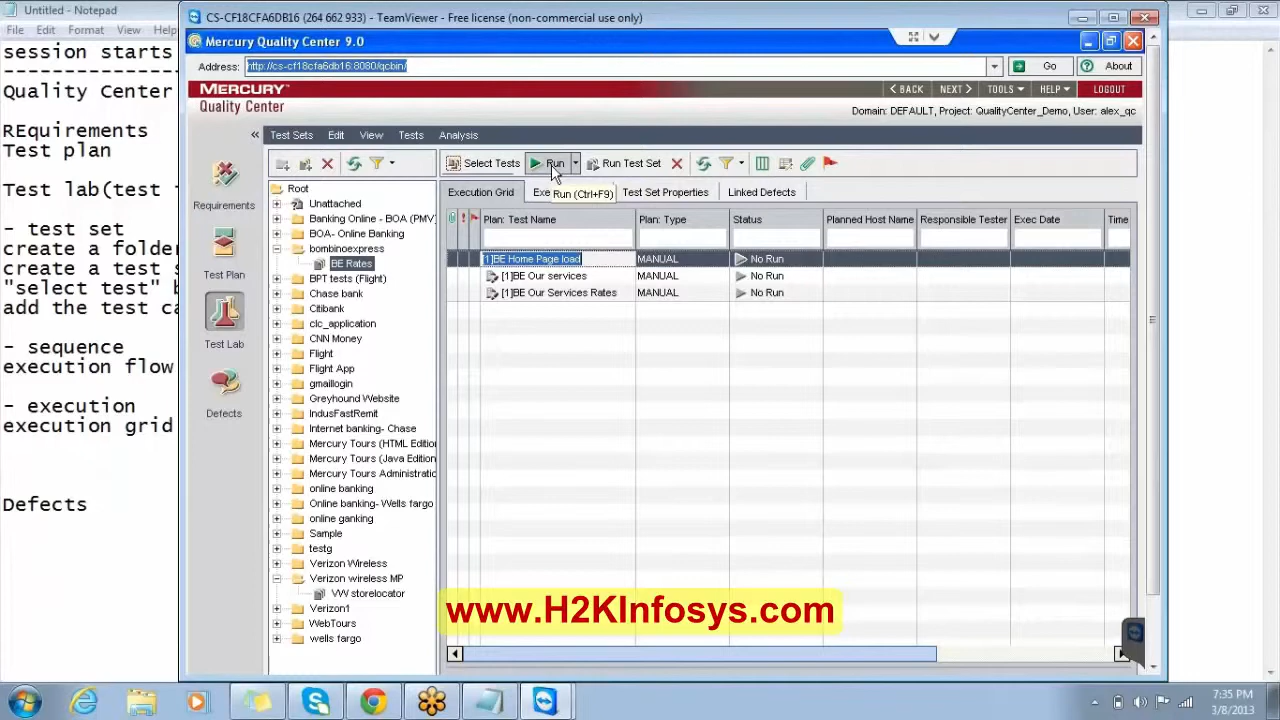 Untitled - Notepad
File Edit Format View Help
session starts
--------------------
Quality Center
REquirements
Test plan
Test lab(test
- test set
create a folde
create a test s
"select test" b
add the test ca
- sequence
execution flow
- execution
execution grid
Defects
CS-CF18CFA6DB16 (264 662 933) - TeamViewer - Free license (non-commercial use only)
Mercury Quality Center 9.0
Address: http://cs-cf18cfa6db16:8080/qcbin/ Go About
MERCURY BACK NEXT TOOLS HELP LOGOUT
Quality Center
Domain: DEFAULT, Project: QualityCenter_Demo, User: alex_qc
Test Sets Edit View Tests Analysis
Select Tests Run Run Test Set
Run (Ctrl+F9)
Requirements
Test Plan
Test Lab
Defects
Root
Unattached
Banking Online - BOA (PMV
BOA- Online Banking
bombinoexpress
BE Rates
BPT tests (Flight)
Chase bank
Citibank
clc_application
CNN Money
Flight
Flight App
gmaillogin
Greyhound Website
IndusFastRemit
Internet banking- Chase
Mercury Tours (HTML Edition
Mercury Tours (Java Edition
Mercury Tours Administratic
online banking
Online banking- Wells fargo
online ganking
Sample
testg
Verizon Wireless
Verizon wireless MP
VW storelocator
Verizon1
WebTours
wells fargo
Execution Grid Exe Test Set Properties Linked Defects
Plan: Test Name Plan: Type Status Planned Host Name Responsible Tester Exec Date Time
[1]BE Home Page load MANUAL No Run
[1]BE Our services MANUAL No Run
[1]BE Our Services Rates MANUAL No Run
www.H2KInfosys.com
7:35 PM
3/8/2013